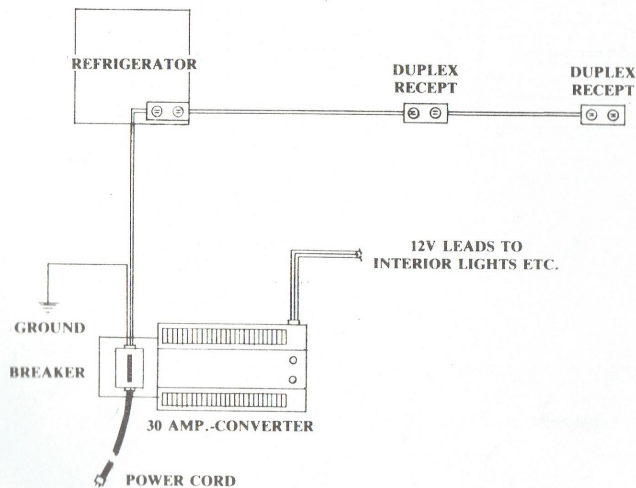 REFRIGERATOR
DUPLEX
RECEPT
DUPLEX
RECEPT
12V LEADS TO
INTERIOR LIGHTS ETC.
GROUND
BREAKER
30 AMP.-CONVERTER
POWER CORD